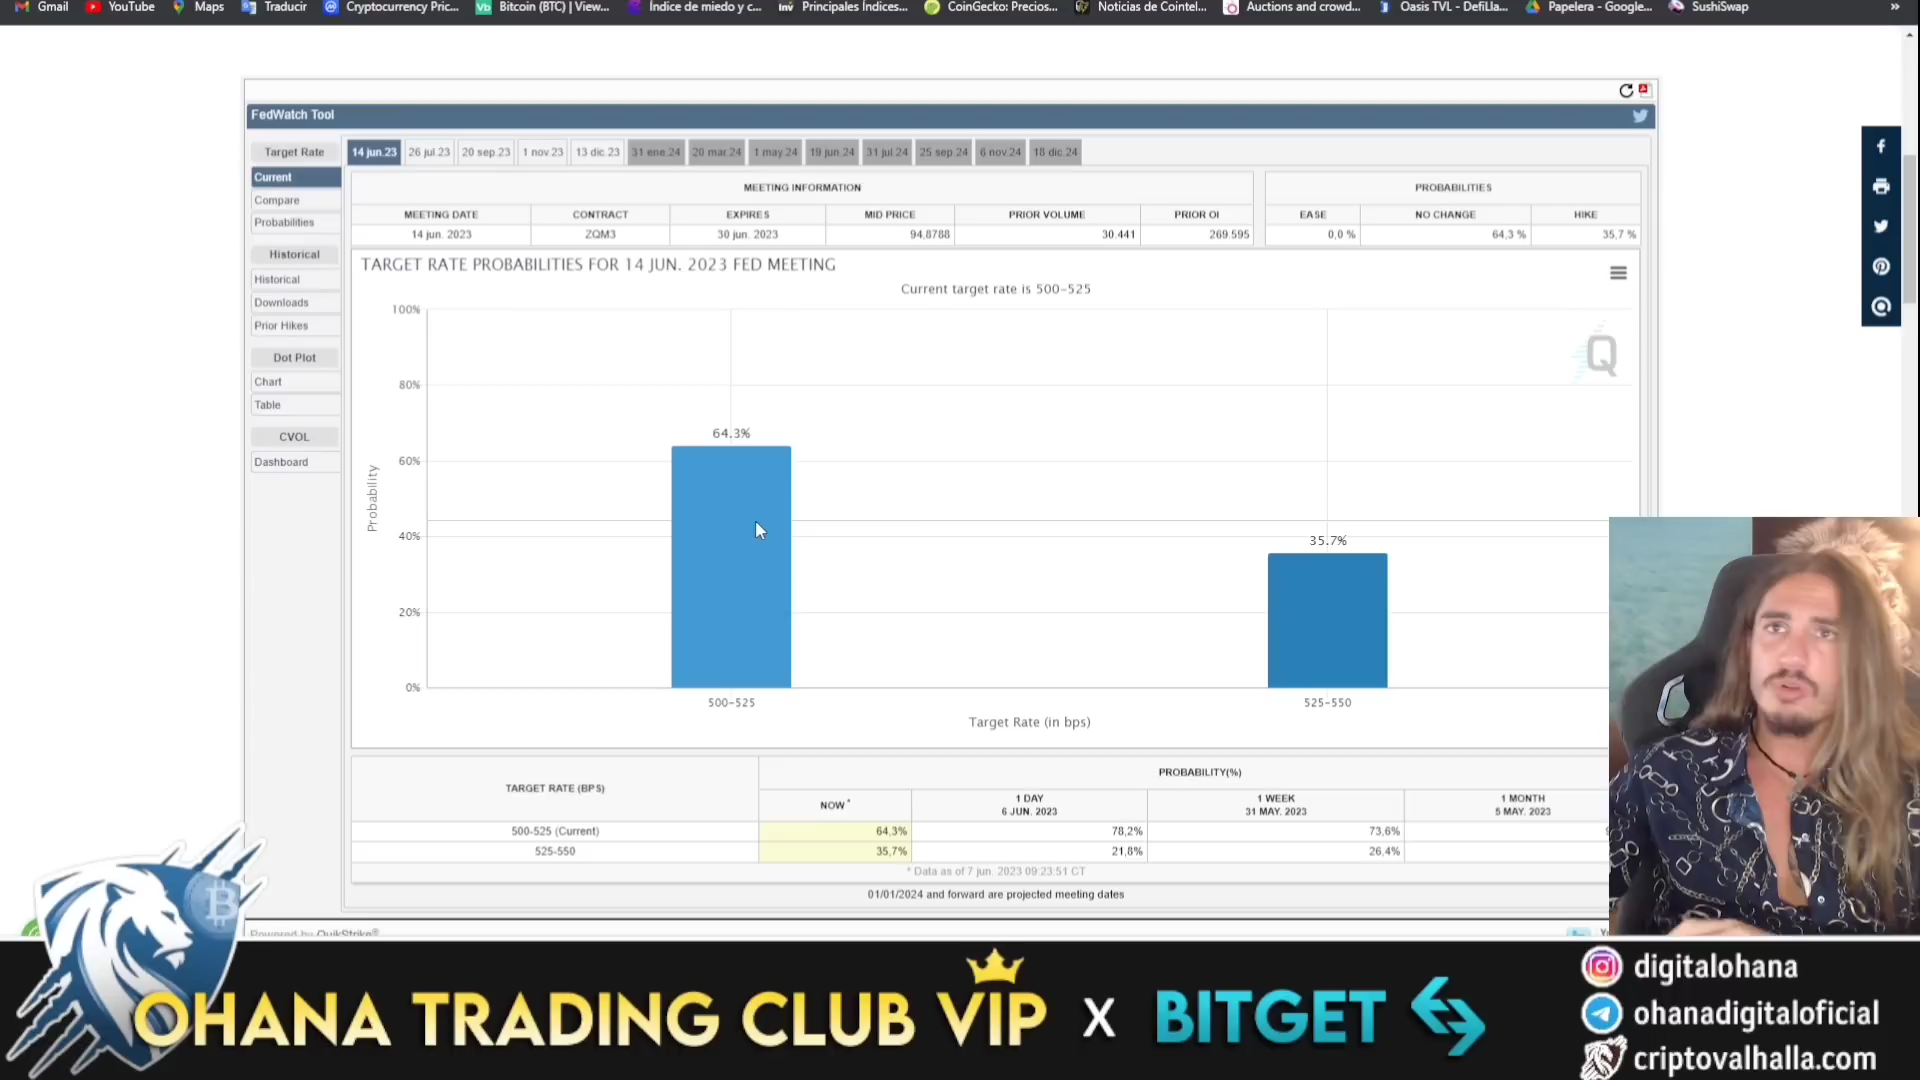 Gmail YouTube Maps Traducir Cryptocurrency Pric... Bitcoin (BTC) | View... Índice de miedo y c... Principales Índices... CoinGecko: Precios... Noticias de Cointel... Auctions and crowd... Oasis TVL - DefiLla... Papelera - Google... SushiSwap »
FedWatch Tool
Target Rate
Current
Compare
Probabilities
Historical
Historical
Downloads
Prior Hikes
Dot Plot
Chart
Table
CVOL
Dashboard
14 jun.23 26 jul.23 20 sep.23 1 nov.23 13 dic.23 31 ene.24 20 mar.24 1 may.24 19 jun.24 31 jul.24 25 sep.24 6 nov.24 18 dic.24
MEETING INFORMATION
MEETING DATE CONTRACT EXPIRES MID PRICE PRIOR VOLUME PRIOR OI
14 jun. 2023 ZQM3 30 jun. 2023 94,8788 30.441 269.595
PROBABILITIES
EASE NO CHANGE HIKE
0,0 % 64,3 % 35,7 %
TARGET RATE PROBABILITIES FOR 14 JUN. 2023 FED MEETING
Current target rate is 500-525
100%
80%
60%
40%
20%
0%
Probability
64.3%
35.7%
500-525 525-550
Target Rate (in bps)
Q
TARGET RATE (BPS) PROBABILITY(%)
NOW * 1 DAY 6 JUN. 2023 1 WEEK 31 MAY. 2023 1 MONTH 5 MAY. 2023
500-525 (Current) 64,3% 78,2% 73,6%
525-550 35,7% 21,8% 26,4%
* Data as of 7 jun. 2023 09:23:51 CT
01/01/2024 and forward are projected meeting dates
Powered by QuikStrike®
OHANA TRADING CLUB VIP X BITGET
digitalohana
ohanadigitaloficial
criptovalhalla.com